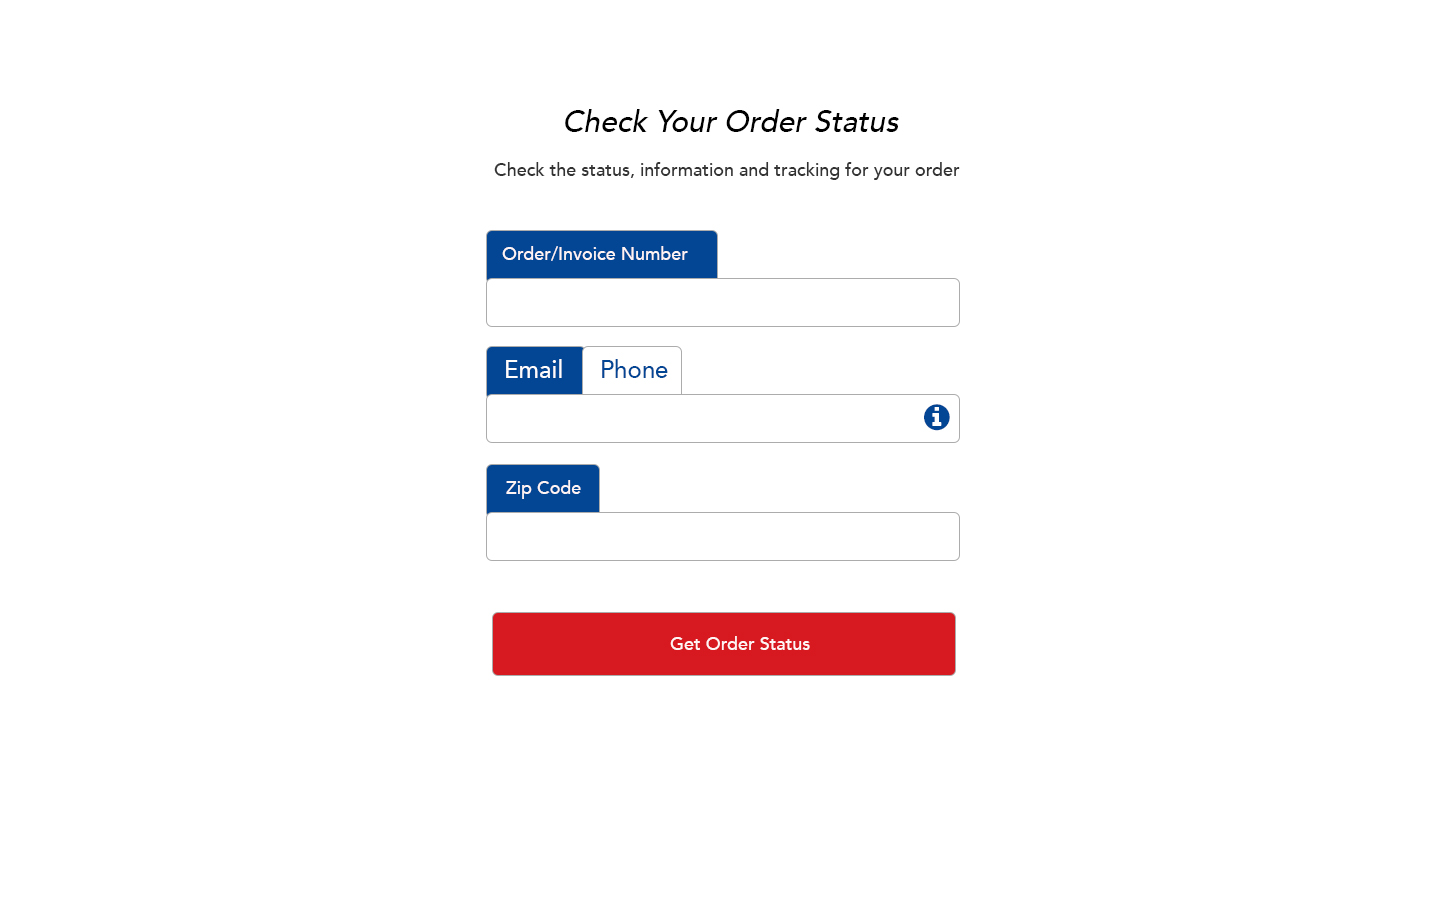 Check Your Order Status
Check the status, information and tracking for your order
Order/Invoice Number
Email Phone
Zip Code
Get Order Status